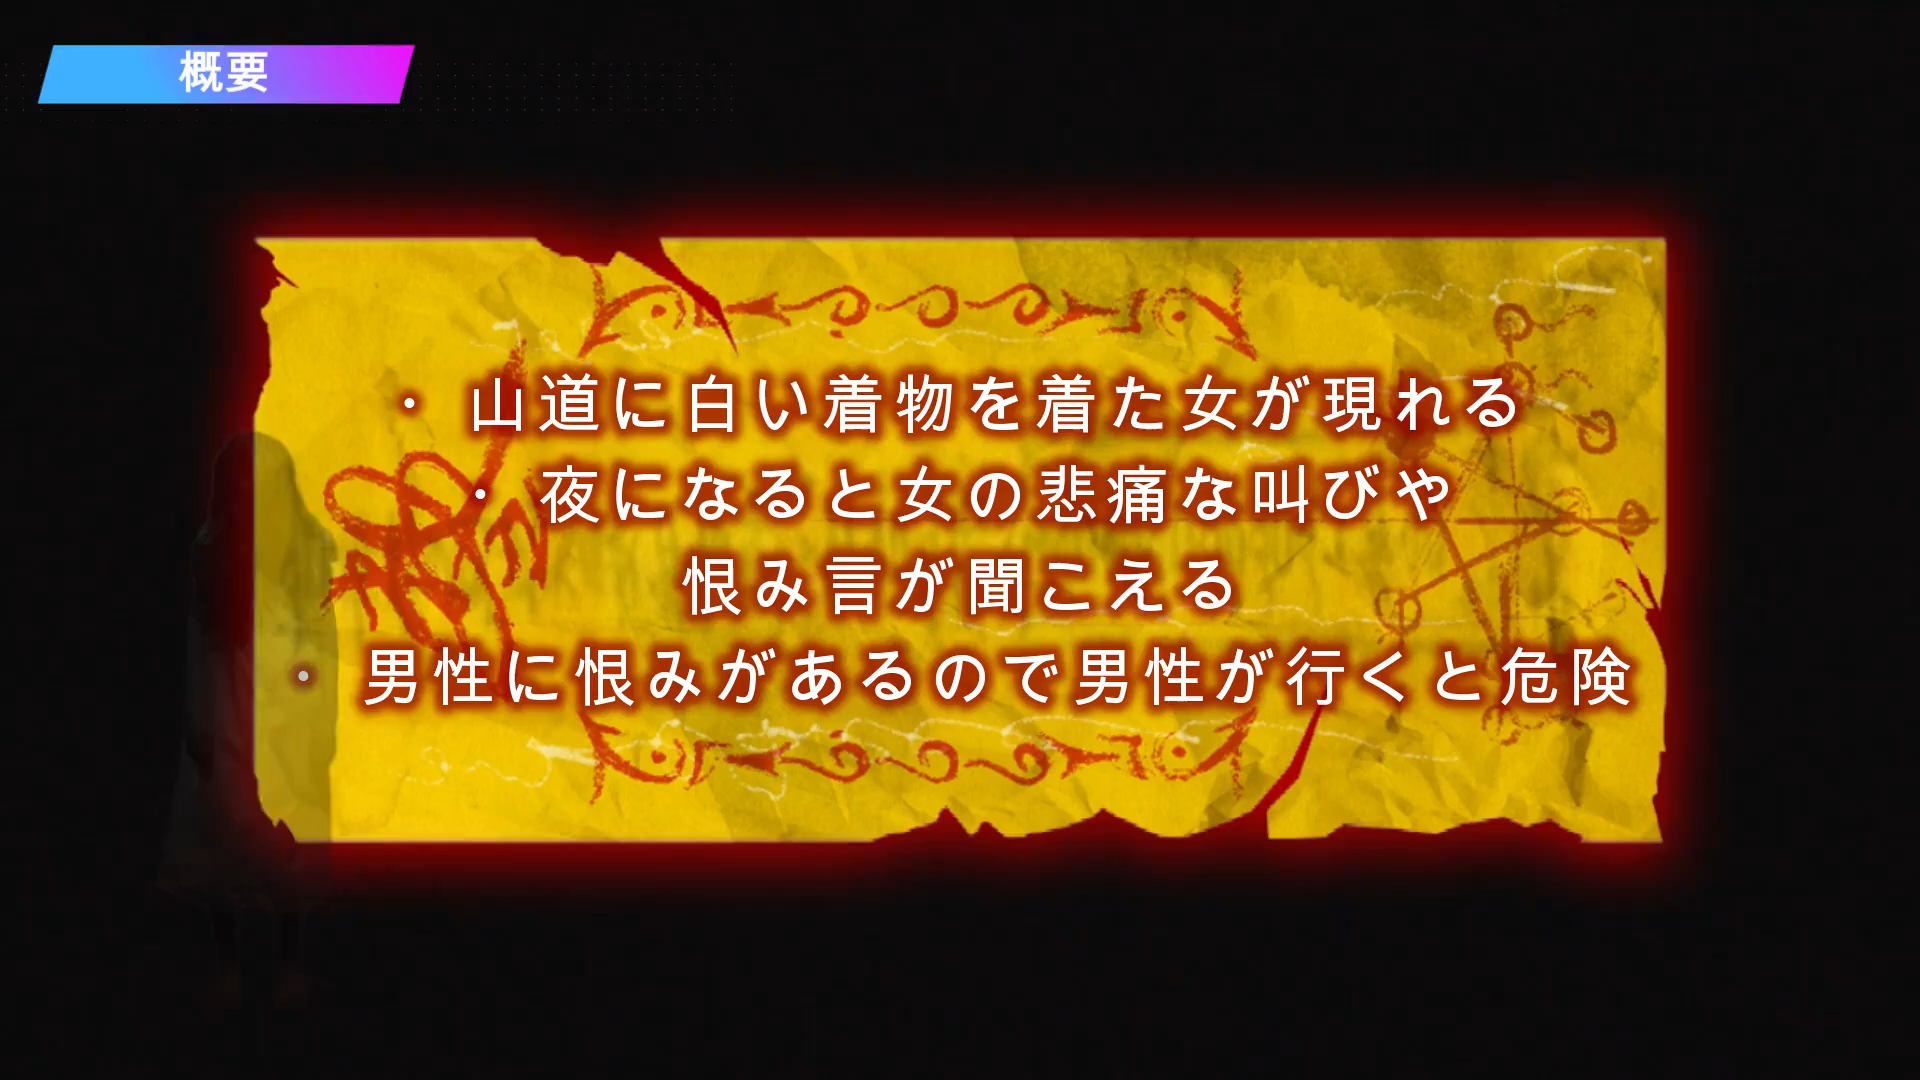 概要
・ 山道に白い着物を着た女が現れる
・ 夜になると女の悲痛な叫びや
恨み言が聞こえる
・ 男性に恨みがあるので男性が行くと危険